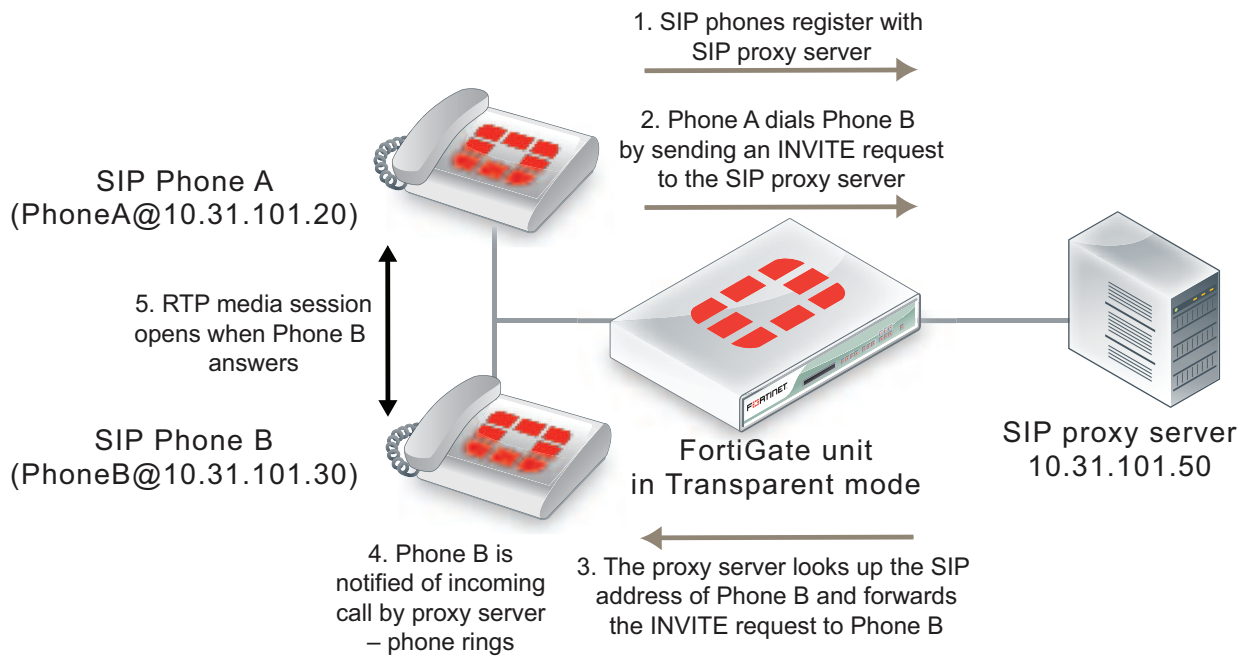 1. SIP phones register with
SIP proxy server
2. Phone A dials Phone B
by sending an INVITE request
to the SIP proxy server
SIP Phone A
(PhoneA@10.31.101.20)
5. RTP media session
opens when Phone B
answers
FORTINET
SIP Phone B
(PhoneB@10.31.101.30)
FortiGate unit
in Transparent mode
SIP proxy server
10.31.101.50
4. Phone B is
notified of incoming
call by proxy server
– phone rings
3. The proxy server looks up the SIP
address of Phone B and forwards
the INVITE request to Phone B